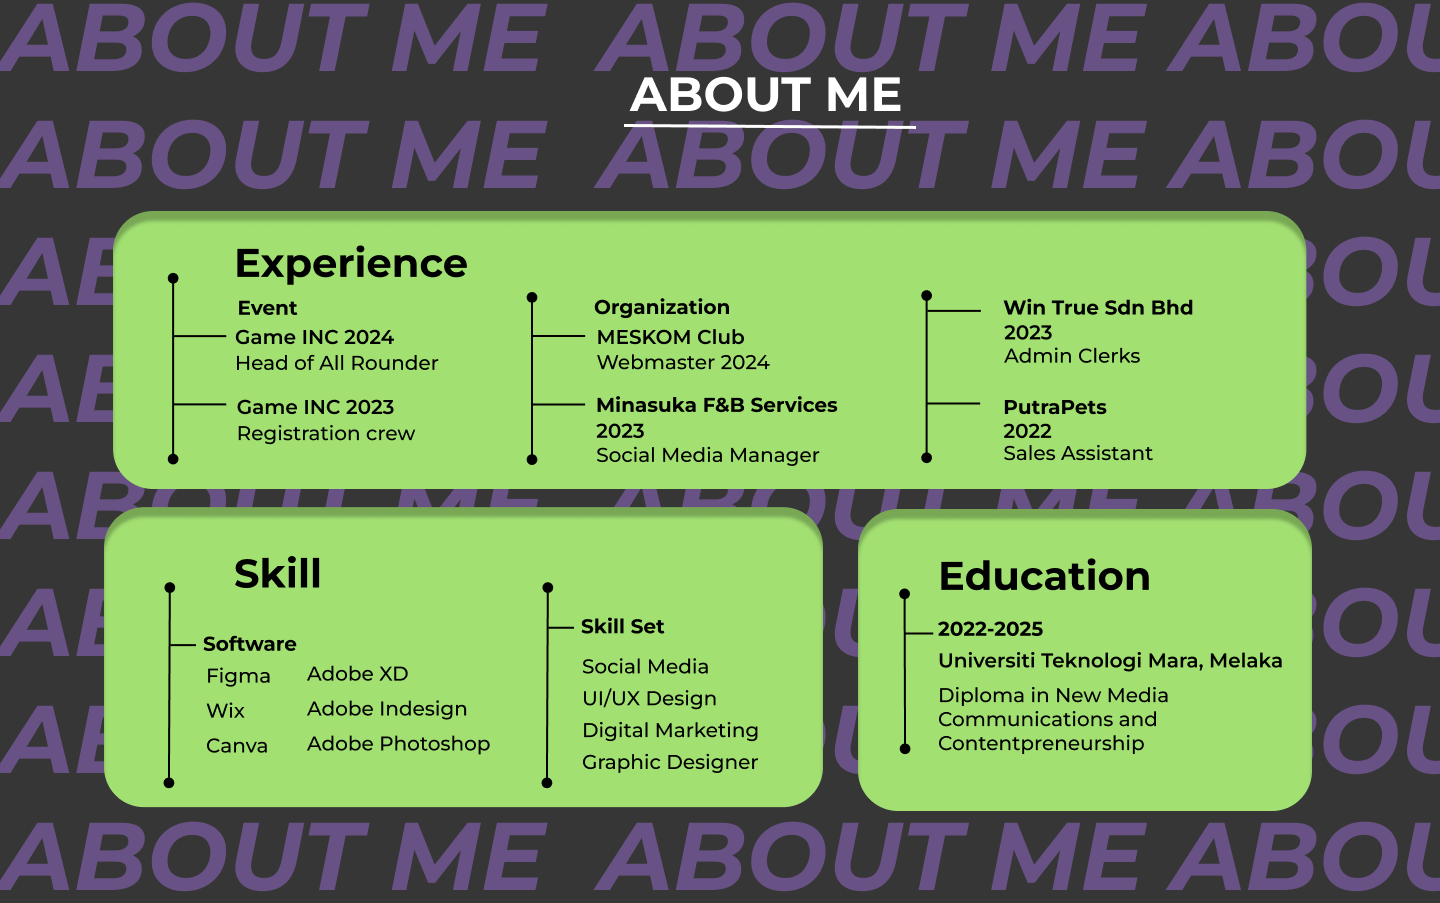 ABOUT ME ABOUT ME ABOU
ABOUT ME
ABOUT ME ABOUT ME ABOU
Experience
Event
Game INC 2024
Head of All Rounder
Game INC 2023
Registration crew
Organization
MESKOM Club
Webmaster 2024
Minasuka F&B Services
2023
Social Media Manager
Win True Sdn Bhd
2023
Admin Clerks
PutraPets
2022
Sales Assistant
Skill
Software
Figma
Wix
Canva
Adobe XD
Adobe Indesign
Adobe Photoshop
Skill Set
Social Media
UI/UX Design
Digital Marketing
Graphic Designer
Education
2022-2025
Universiti Teknologi Mara, Melaka
Diploma in New Media
Communications and
Contentpreneurship
ABOUT ME ABOUT ME ABOU